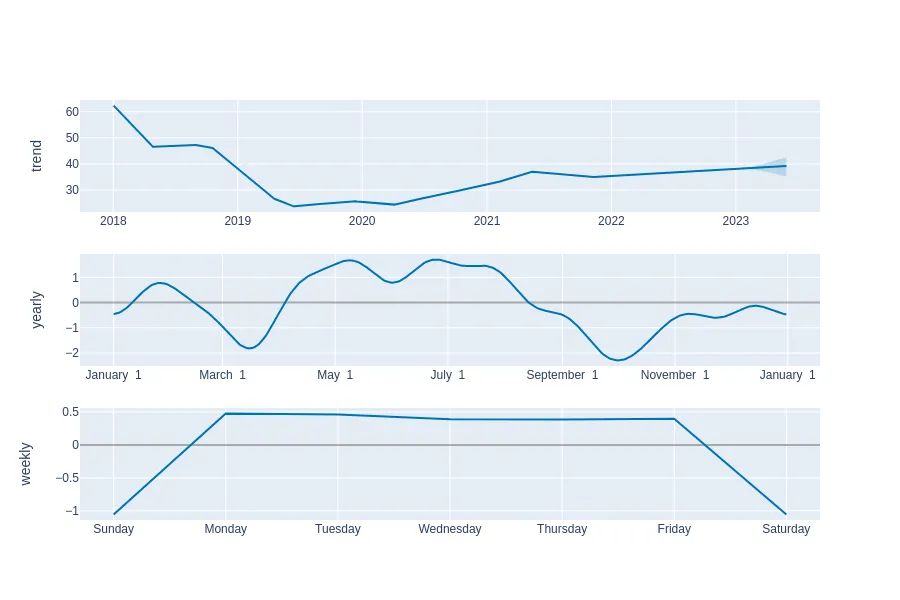 trend
60
50
40
30
2018 2019 2020 2021 2022 2023
yearly
1
0
−1
−2
January 1 March 1 May 1 July 1 September 1 November 1 January 1
weekly
0.5
0
−0.5
−1
Sunday Monday Tuesday Wednesday Thursday Friday Saturday